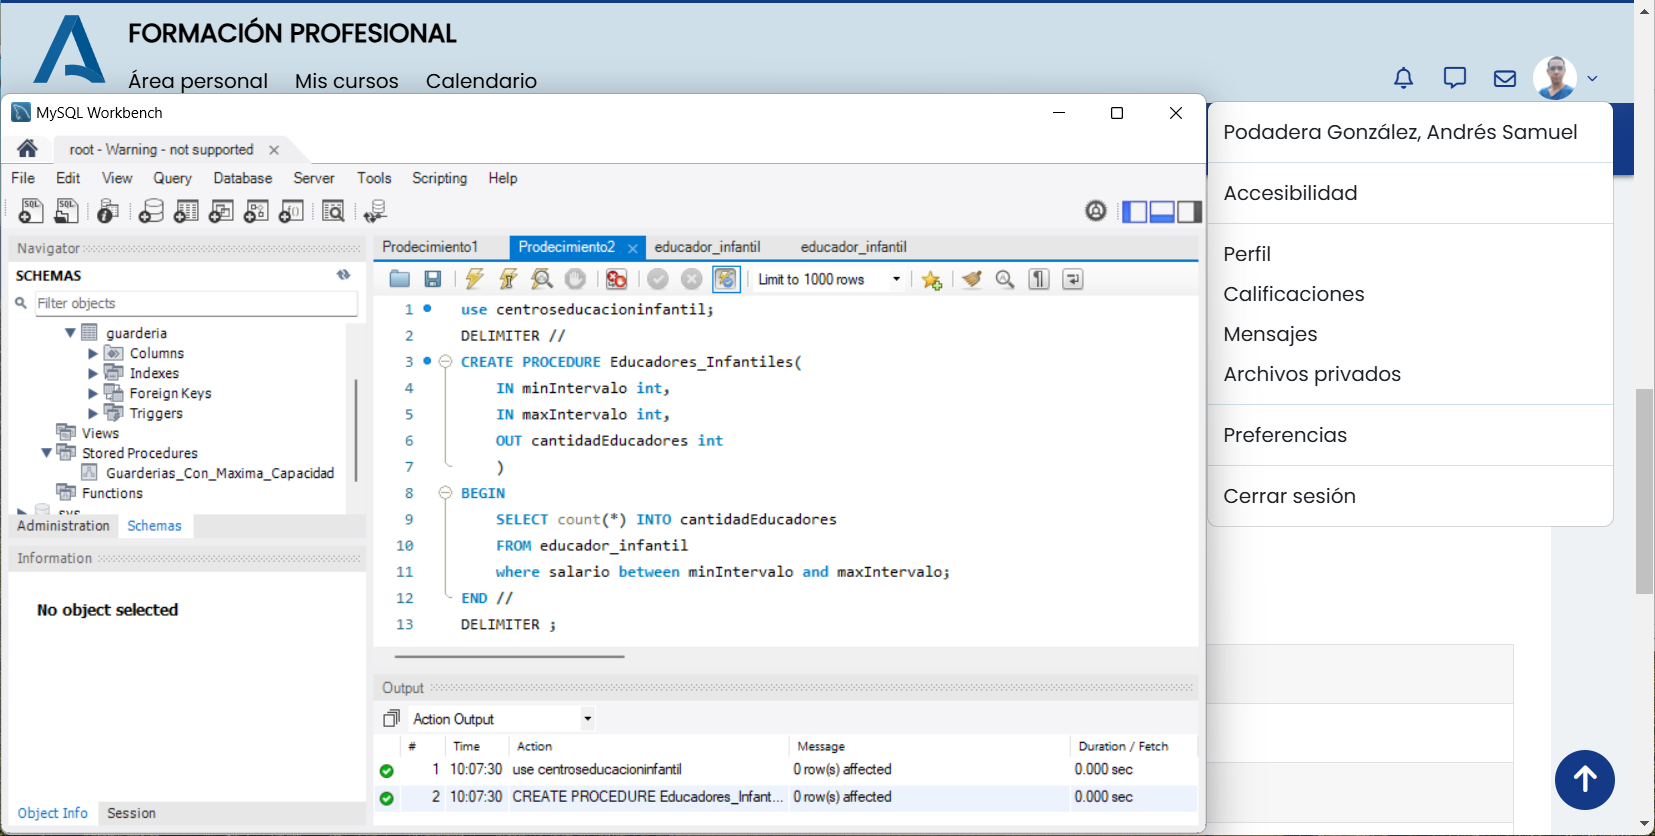 FORMACIÓN PROFESIONAL
Área personal Mis cursos Calendario
MySQL Workbench
root - Warning - not supported
File Edit View Query Database Server Tools Scripting Help
Navigator
SCHEMAS
Filter objects
guarderia
Columns
Indexes
Foreign Keys
Triggers
Views
Stored Procedures
Guarderias_Con_Maxima_Capacidad
Functions
sys
Administration Schemas
Information
No object selected
Object Info Session
Prodecimiento1 Prodecimiento2 educador_infantil educador_infantil
Limit to 1000 rows
1 use centroseducacioninfantil;
2 DELIMITER //
3 CREATE PROCEDURE Educadores_Infantiles(
4 IN minIntervalo int,
5 IN maxIntervalo int,
6 OUT cantidadEducadores int
7 )
8 BEGIN
9 SELECT count(*) INTO cantidadEducadores
10 FROM educador_infantil
11 where salario between minIntervalo and maxIntervalo;
12 END //
13 DELIMITER ;
Output
Action Output
# Time Action Message Duration / Fetch
1 10:07:30 use centroseducacioninfantil 0 row(s) affected 0.000 sec
2 10:07:30 CREATE PROCEDURE Educadores_Infant... 0 row(s) affected 0.000 sec
Podadera González, Andrés Samuel
Accesibilidad
Perfil
Calificaciones
Mensajes
Archivos privados
Preferencias
Cerrar sesión